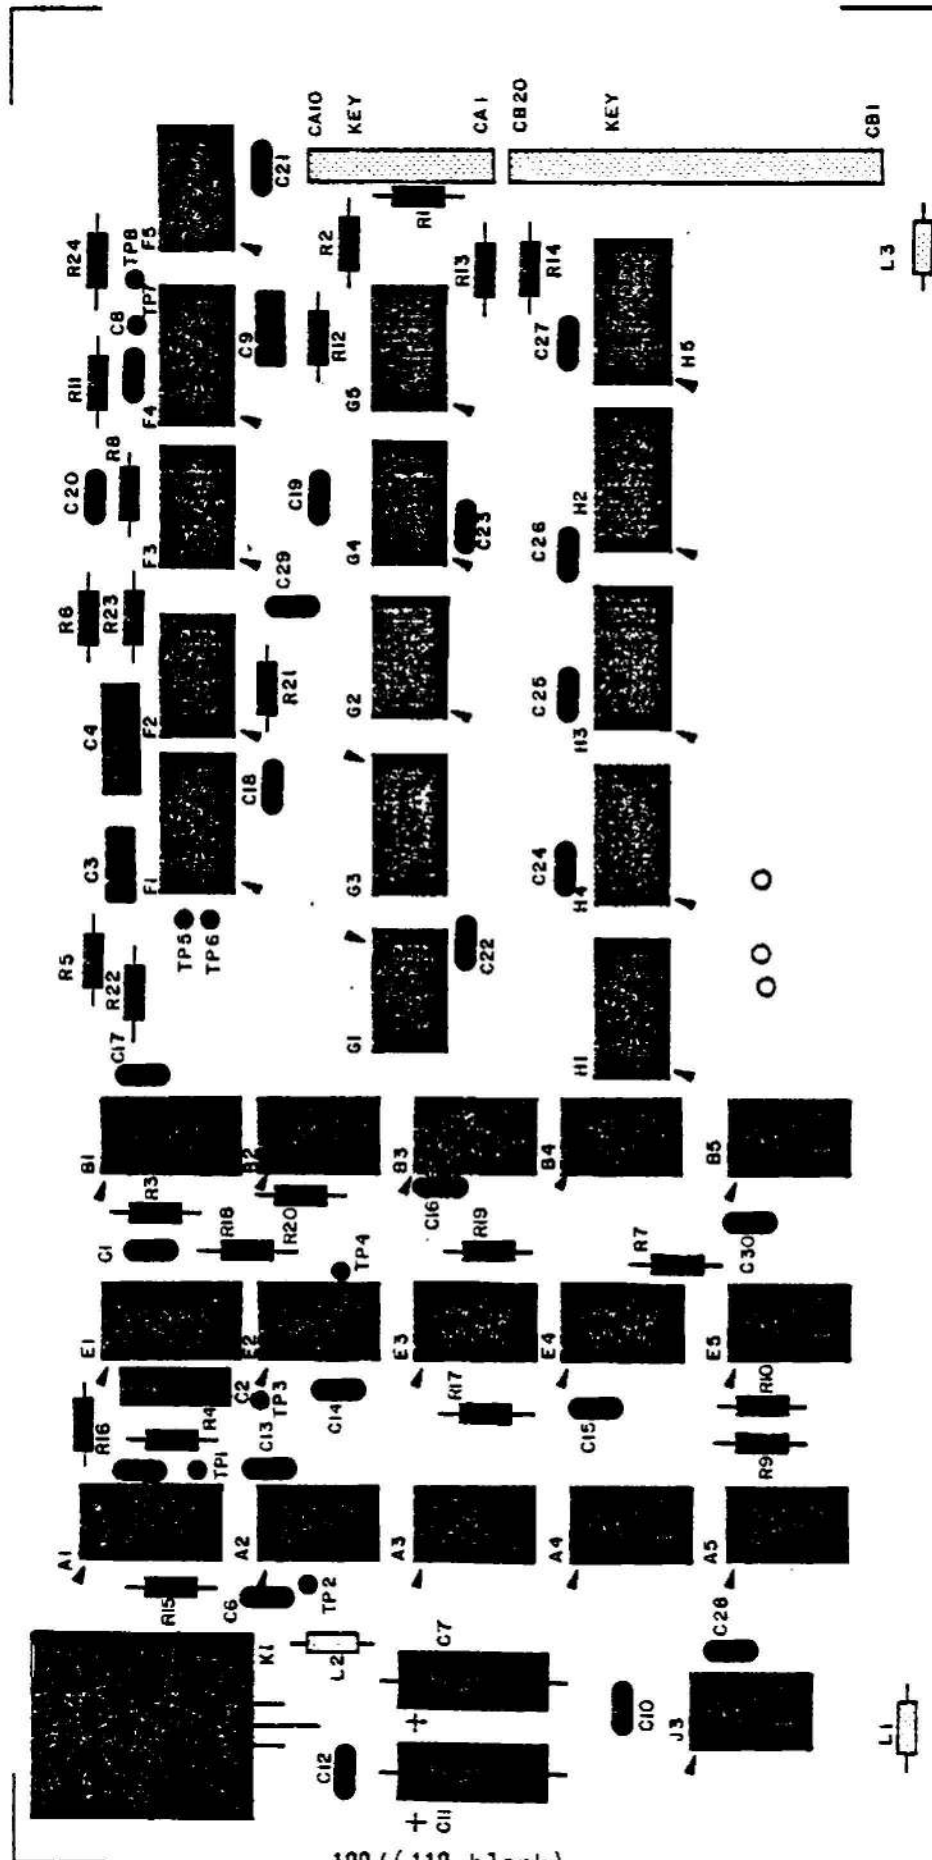 CA10
KEY
CA1
CB20
KEY
CB1
C21
F5
R24
TP8
TP7
C8
R2
R1
R13
R14
L3
R11
F4
C9
R12
G5
C27
H5
C20
R8
F3
C19
G4
C23
C26
H2
R6
R23
C29
C4
F2
R21
G2
C25
H3
C3
F1
C18
G3
C24
H4
R5
R22
TP5
TP6
C22
G1
H1
C17
B1
B2
B3
B4
B5
R3
C1
R18
R20
C16
R19
R7
C30
TP4
E1
E2
E3
E4
E5
C2
TP3
C14
R17
C15
R10
R16
R4
C13
R9
TP1
A1
A2
A3
A4
A5
R15
C6
TP2
C28
K1
L2
C7
+
C10
J3
L1
C12
+
C11